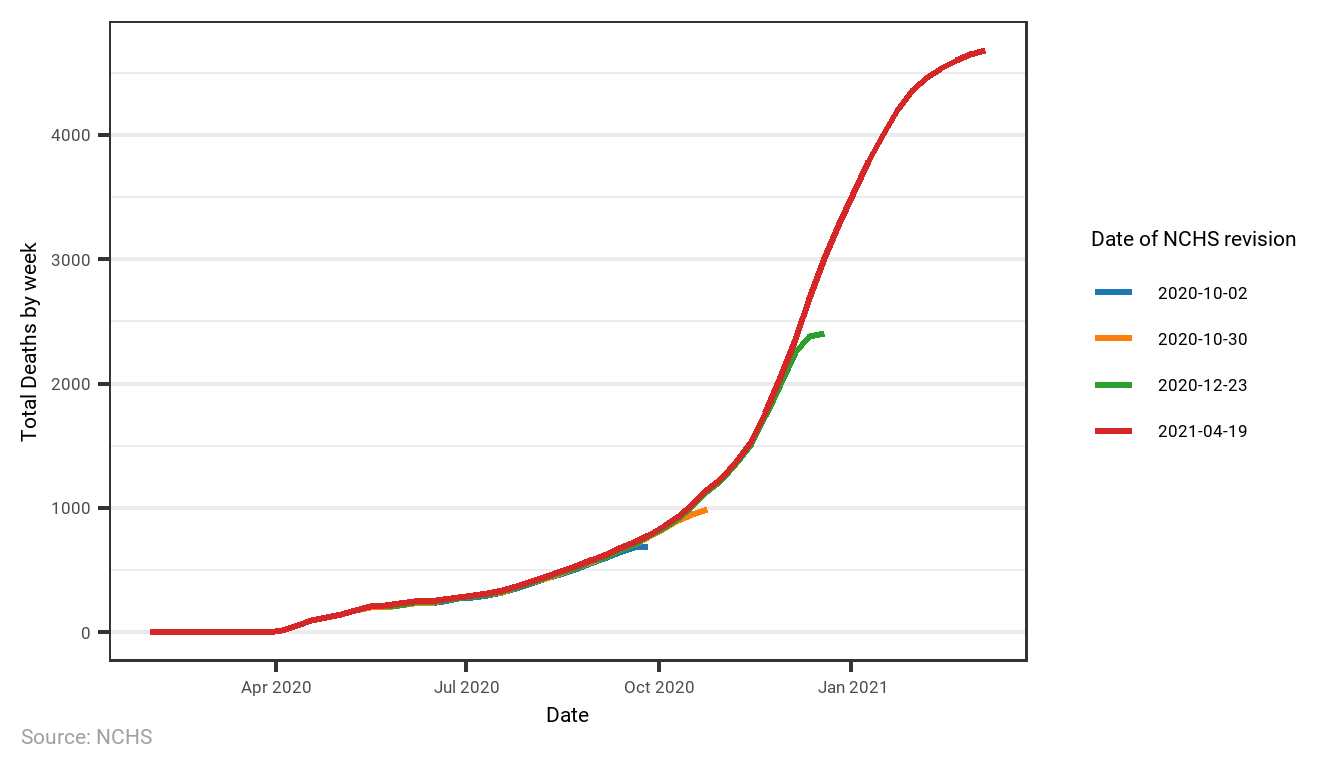 4000
3000
2000
1000
0
Total Deaths by week
Apr 2020
Jul 2020
Oct 2020
Jan 2021
Date
Date of NCHS revision
2020-10-02
2020-10-30
2020-12-23
2021-04-19
Source: NCHS